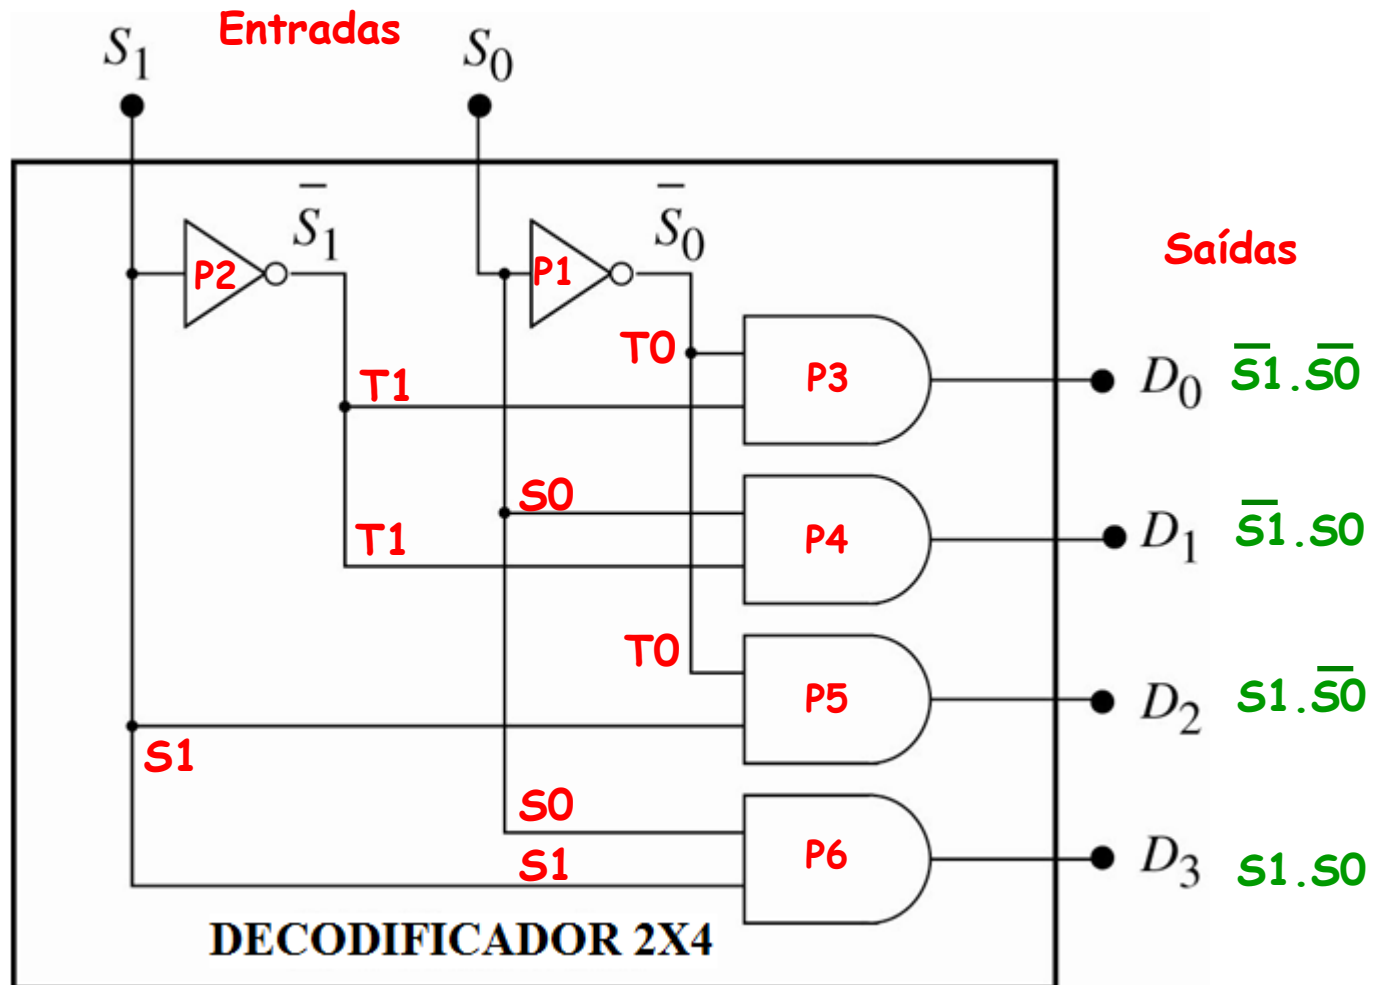 Entradas
S₁ S₀
S̅₁ S̅₀
P2 P1
Saídas
T0
P3 D₀ S̅1̅.S̅0̅
T1
S0
P4 D₁ S̅1̅.S0
T1
T0
P5 D₂ S1.S̅0̅
S1
S0
P6 D₃ S1.S0
S1
DECODIFICADOR 2X4